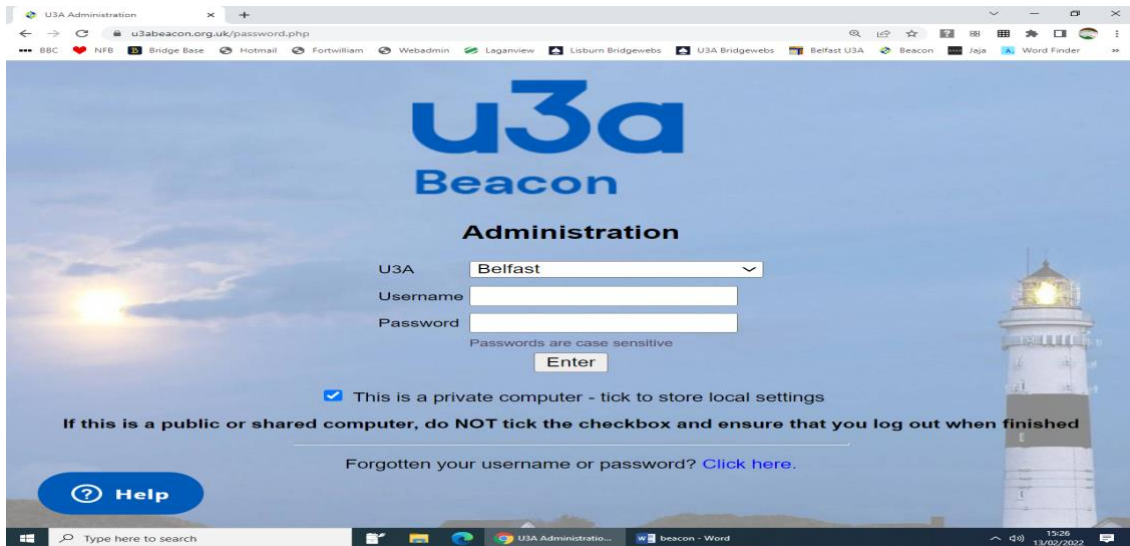 U3A Administration
u3abeacon.org.uk/password.php
BBC NFB Bridge Base Hotmail Fortwilliam Webadmin Laganview Lisburn Bridgewebs U3A Bridgewebs Belfast U3A Beacon Jaja Word Finder
u3a
Beacon
Administration
U3A Belfast
Username
Password
Passwords are case sensitive
Enter
This is a private computer - tick to store local settings
If this is a public or shared computer, do NOT tick the checkbox and ensure that you log out when finished
Forgotten your username or password? Click here.
Help
Type here to search U3A Administratio... beacon - Word 15:26
13/02/2022